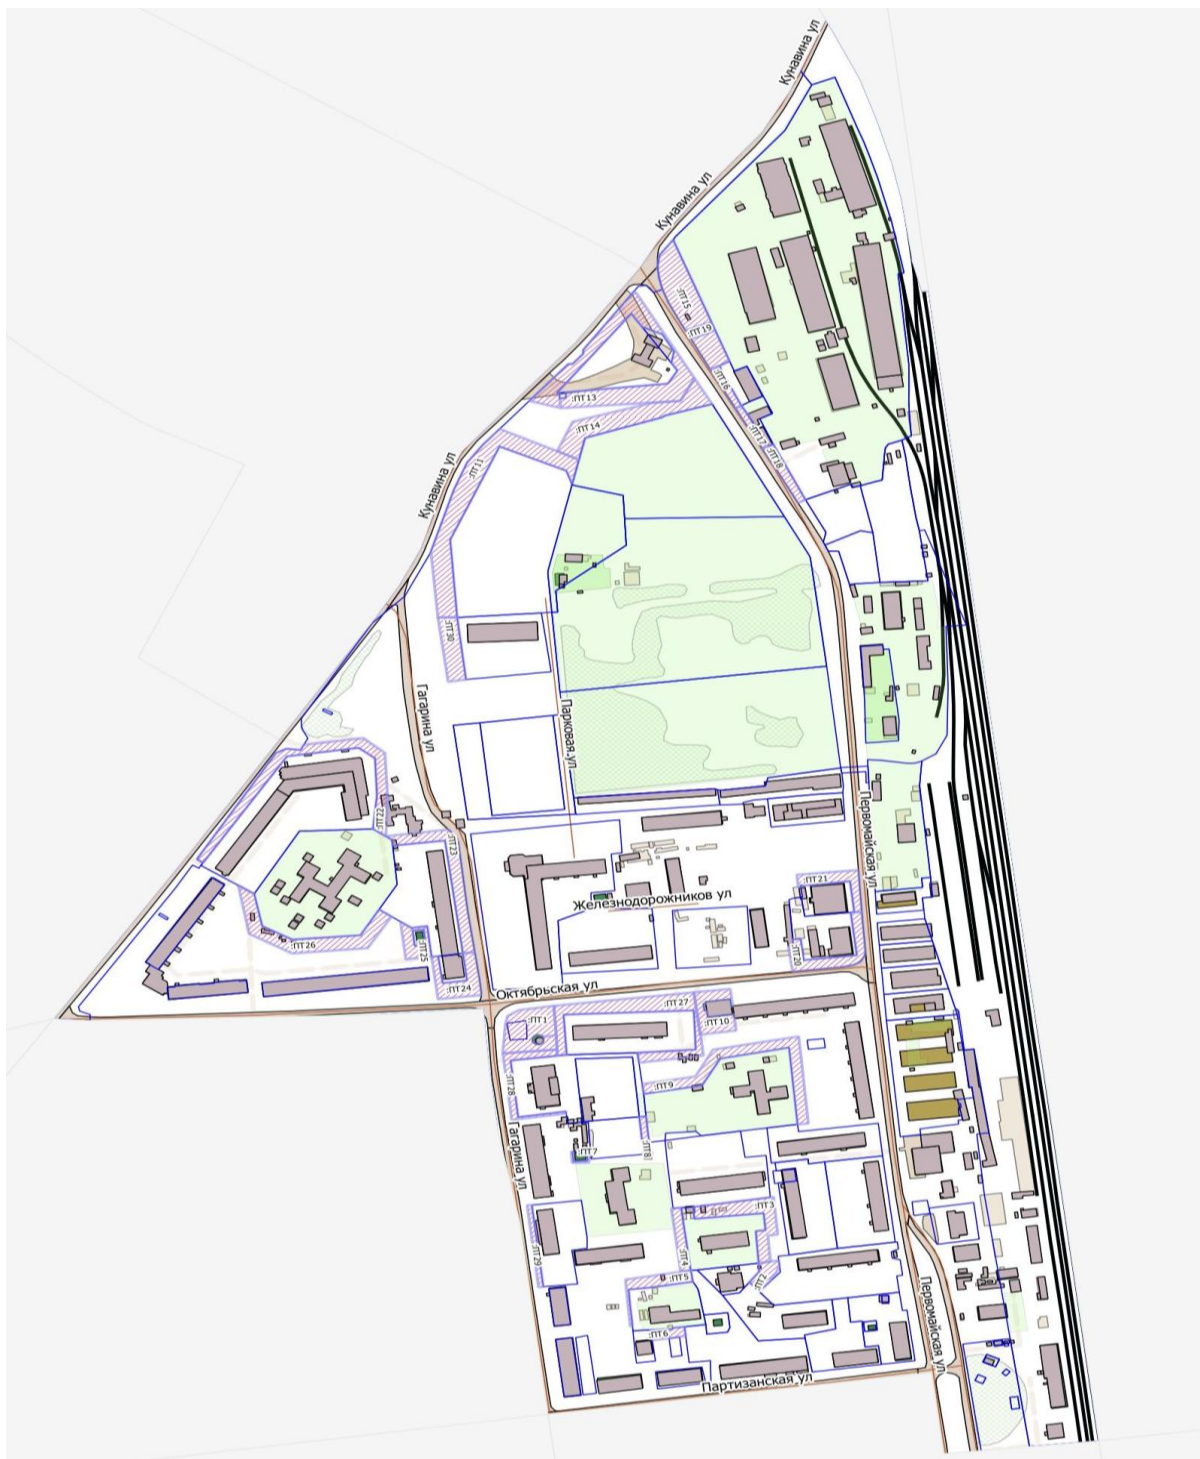 Кунавина ул
Кунавина ул
:ПТ15
:ПТ19
:ПТ16
:ПТ13
:ПТ14
:ПТ17
:ПТ18
Кунавина ул
:ПТ11
:ПТ30
Гагарина ул
Парковая ул
Первомайская ул
:ПТ22
:ПТ23
:ПТ21
Железнодорожников ул
:ПТ26
:ПТ25
:ПТ20
:ПТ24
Октябрьская ул
:ПТ27
:ПТ1
:ПТ10
:ПТ28
:ПТ9
Гагарина ул
:ПТ7
:ПТ8
:ПТ3
:ПТ4
:ПТ29
:ПТ5
:ПТ2
:ПТ6
Первомайская ул
Партизанская ул